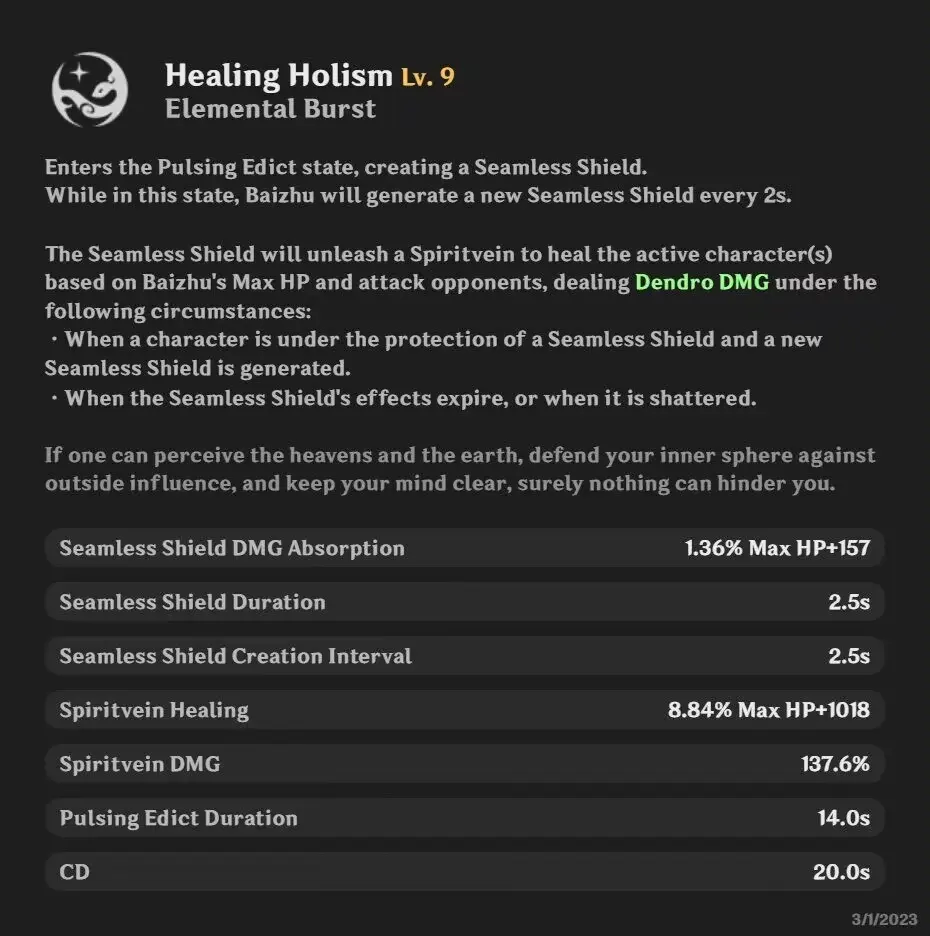 Healing Holism Lv. 9
Elemental Burst
Enters the Pulsing Edict state, creating a Seamless Shield.
While in this state, Baizhu will generate a new Seamless Shield every 2s.
The Seamless Shield will unleash a Spiritvein to heal the active character(s)
based on Baizhu's Max HP and attack opponents, dealing Dendro DMG under the
following circumstances:
・When a character is under the protection of a Seamless Shield and a new
Seamless Shield is generated.
・When the Seamless Shield's effects expire, or when it is shattered.
If one can perceive the heavens and the earth, defend your inner sphere against
outside influence, and keep your mind clear, surely nothing can hinder you.
Seamless Shield DMG Absorption 1.36% Max HP+157
Seamless Shield Duration 2.5s
Seamless Shield Creation Interval 2.5s
Spiritvein Healing 8.84% Max HP+1018
Spiritvein DMG 137.6%
Pulsing Edict Duration 14.0s
CD 20.0s
3/1/2023